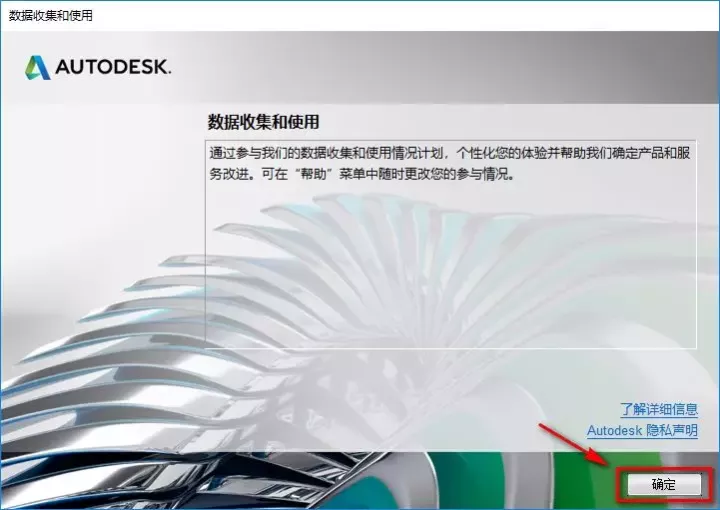 数据收集和使用
AUTODESK.
数据收集和使用
通过参与我们的数据收集和使用情况计划，个性化您的体验并帮助我们确定产品和服
务改进。可在“帮助”菜单中随时更改您的参与情况。
了解详细信息
Autodesk 隐私声明
确定